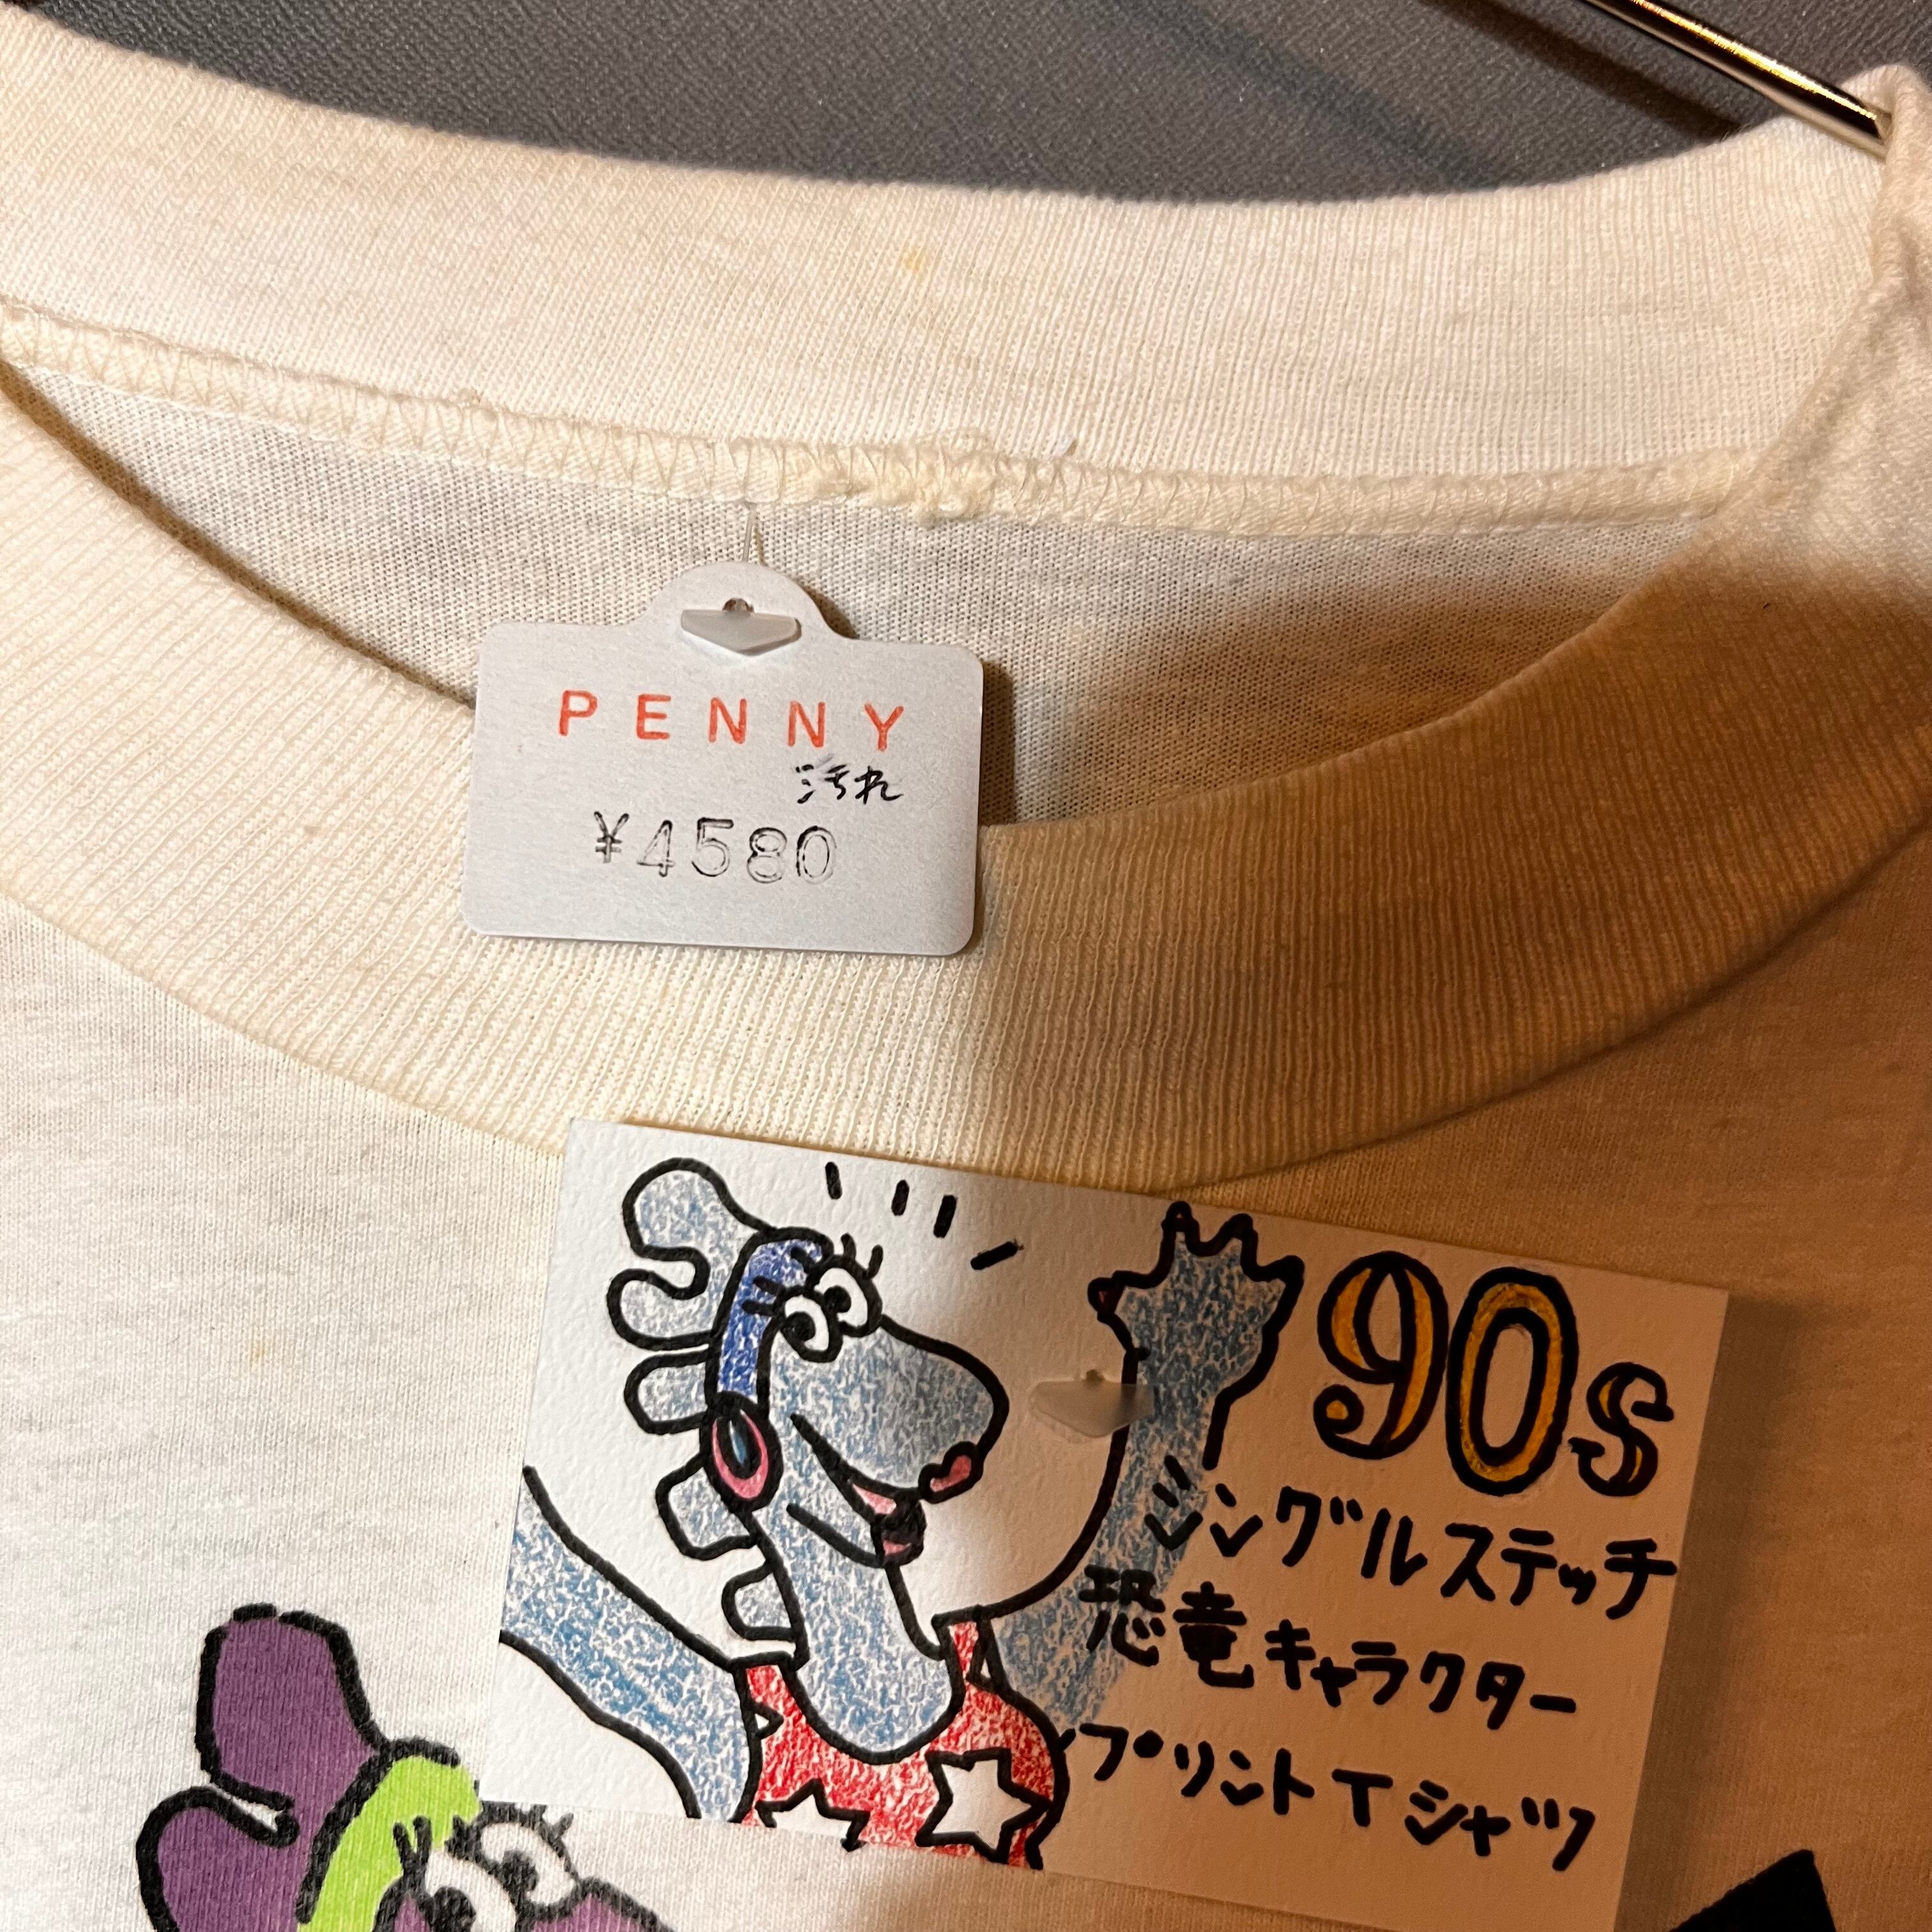 PENNY
汚れ
¥4580
90s
シングルステッチ
恐竜キャラクター
プリントTシャツ